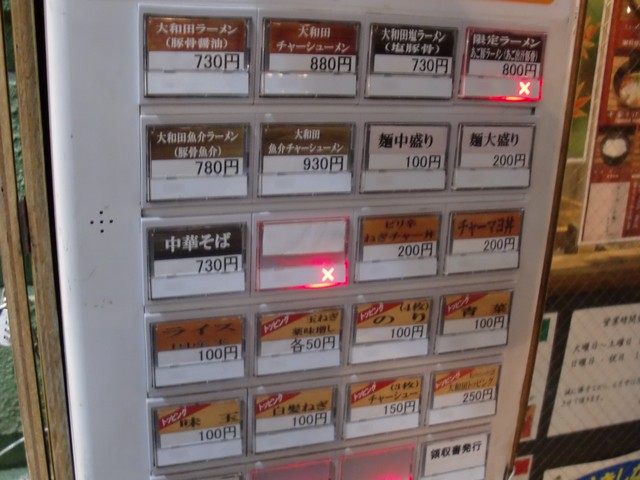 大和田ラーメン
(豚骨醤油)
730円
大和田
チャーシューメン
880円
大和田塩ラーメン
(塩豚骨)
730円
限定ラーメン
800円
×
大和田魚介ラーメン
(豚骨魚介)
780円
大和田
魚介チャーシューメン
930円
麺中盛り
100円
麺大盛り
200円
中華そば
730円
×
ピリ辛
ねぎチャー丼
200円
チャーマヨ丼
200円
ライス
100円
トッピング
玉ねぎ
薬味増し
各50円
トッピング
(4枚)
のり
100円
トッピング
青菜
100円
トッピング
味玉
100円
トッピング
白髪ねぎ
100円
トッピング
(3枚)
チャーシュー
150円
トッピング
大和田トッピング
250円
領収書発行
営業時間